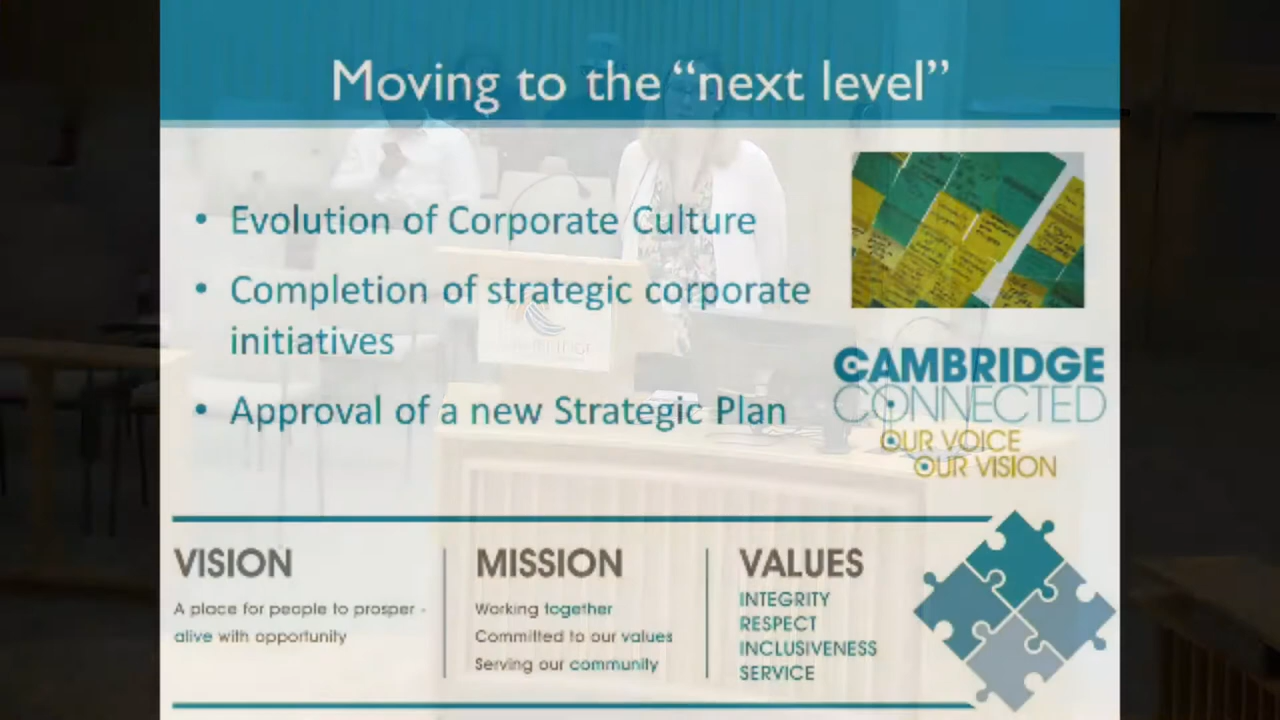 Moving to the “next level”
• Evolution of Corporate Culture
• Completion of strategic corporate
initiatives
• Approval of a new Strategic Plan
CAMBRIDGE
CONNECTED
OUR VOICE
OUR VISION
VISION
A place for people to prosper -
alive with opportunity
MISSION
Working together
Committed to our values
Serving our community
VALUES
INTEGRITY
RESPECT
INCLUSIVENESS
SERVICE